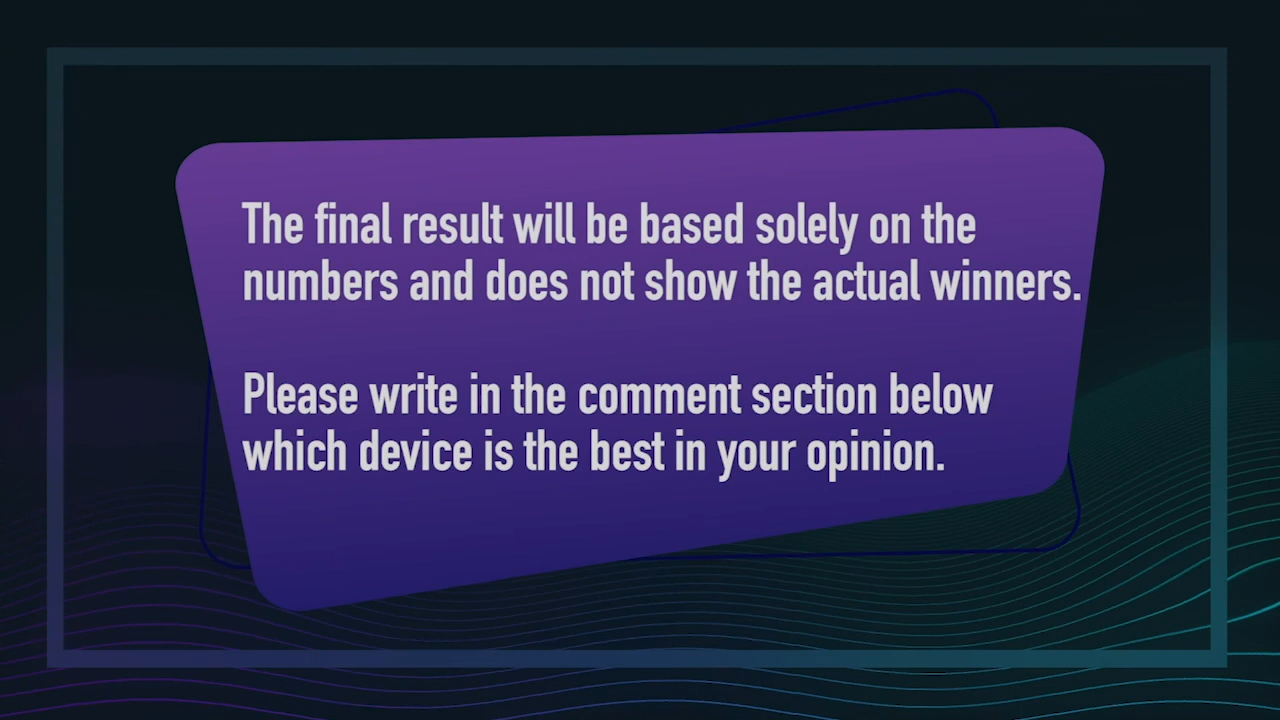 The final result will be based solely on the
numbers and does not show the actual winners.
Please write in the comment section below
which device is the best in your opinion.